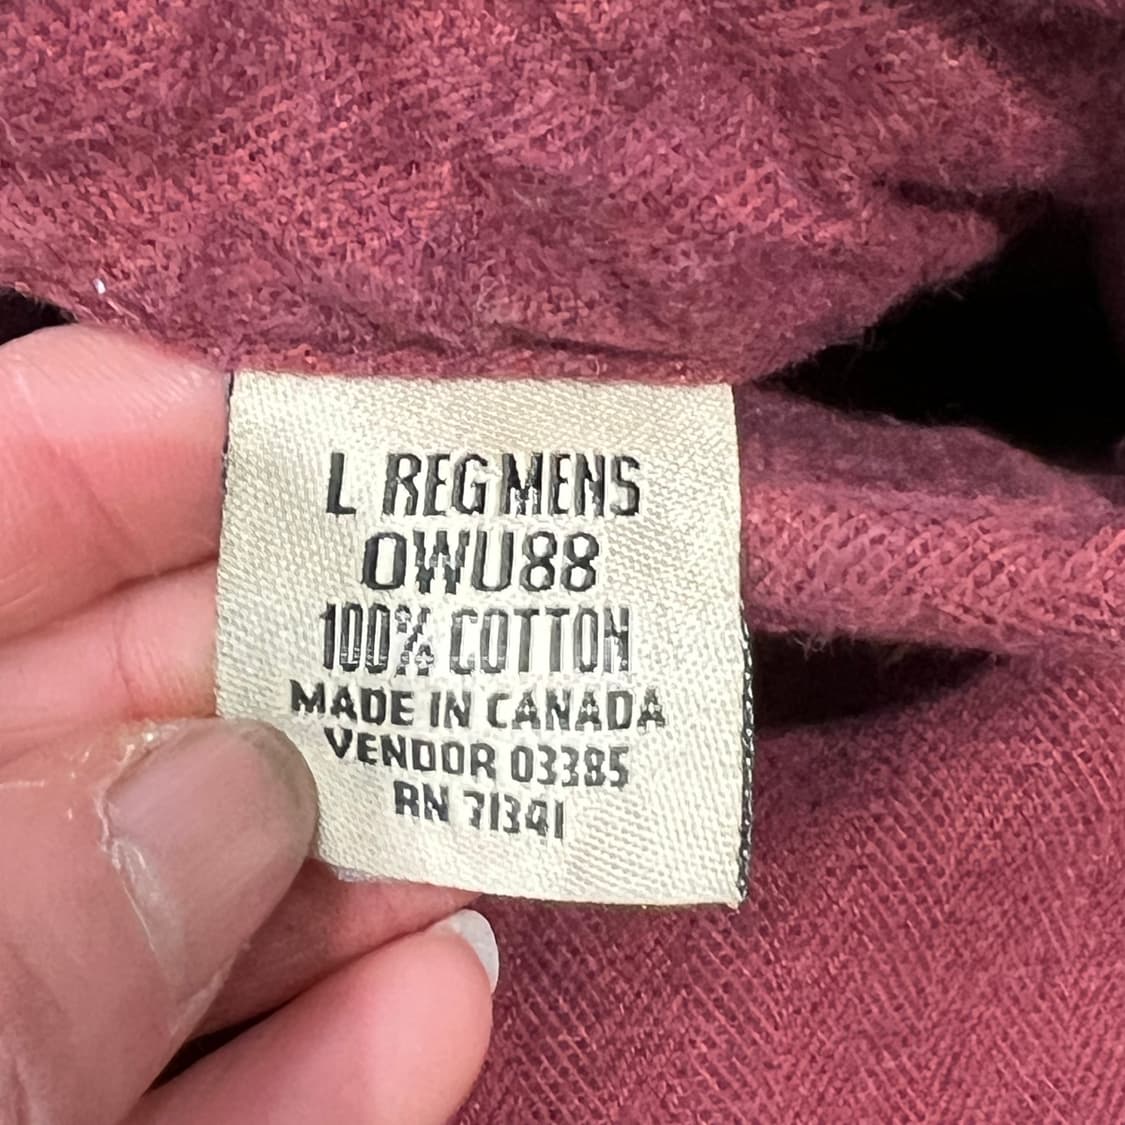 L REG MENS
OWU88
100% COTTON
MADE IN CANADA
VENDOR 03385
RN 71341